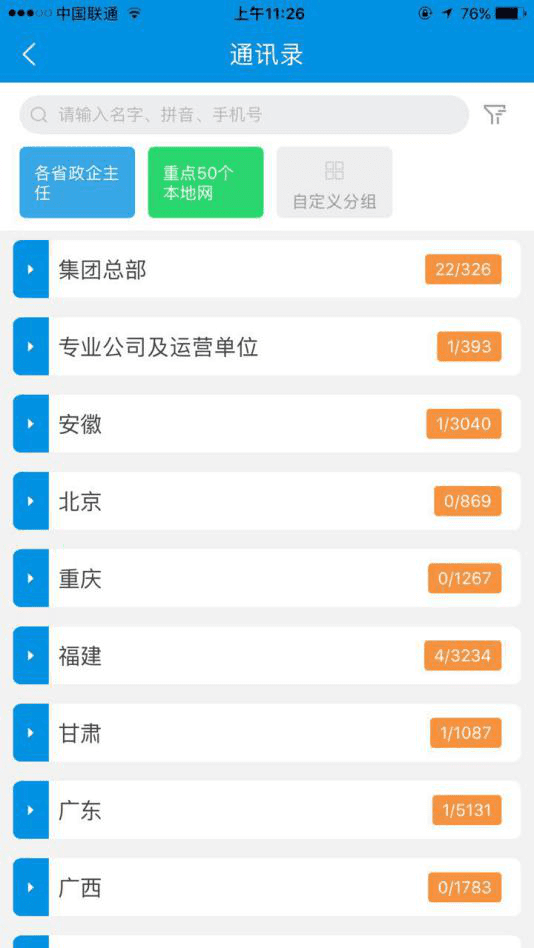 中国联通 上午11:26 76%
通讯录
请输入名字、拼音、手机号
各省政企主
任
重点50个
本地网
自定义分组
集团总部 22/326
专业公司及运营单位 1/393
安徽 1/3040
北京 0/869
重庆 0/1267
福建 4/3234
甘肃 1/1087
广东 1/5131
广西 0/1783